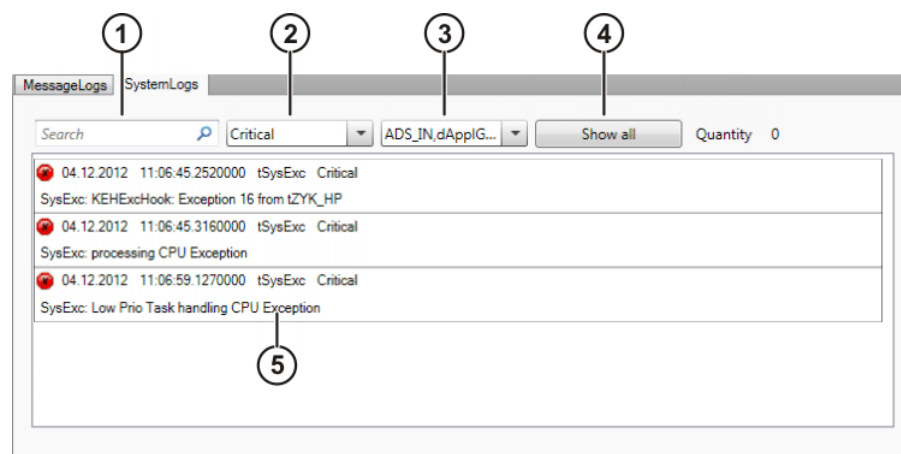 1 2 3 4
MessageLogs SystemLogs
Search Critical ADS_IN,dApplG... Show all Quantity 0
04.12.2012 11:06:45.2520000 tSysExc Critical
SysExc: KEHExcHook: Exception 16 from tZYK_HP
04.12.2012 11:06:45.3160000 tSysExc Critical
SysExc: processing CPU Exception
04.12.2012 11:06:59.1270000 tSysExc Critical
SysExc: Low Prio Task handling CPU Exception
5